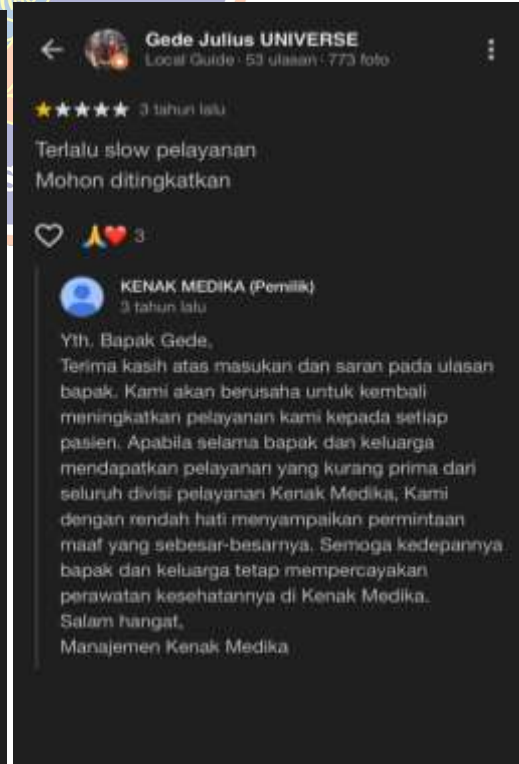 Gede Julius UNIVERSE
Local Guide · 53 ulasan · 773 foto
3 tahun lalu
Terlalu slow pelayanan
Mohon ditingkatkan
3
KENAK MEDIKA (Pemilik)
3 tahun lalu
Yth. Bapak Gede,
Terima kasih atas masukan dan saran pada ulasan
bapak. Kami akan berusaha untuk kembali
meningkatkan pelayanan kami kepada setiap
pasien. Apabila selama bapak dan keluarga
mendapatkan pelayanan yang kurang prima dari
seluruh divisi pelayanan Kenak Medika, Kami
dengan rendah hati menyampaikan permintaan
maaf yang sebesar-besarnya. Semoga kedepannya
bapak dan keluarga tetap mempercayakan
perawatan kesehatannya di Kenak Medika.
Salam hangat,
Manajemen Kenak Medika